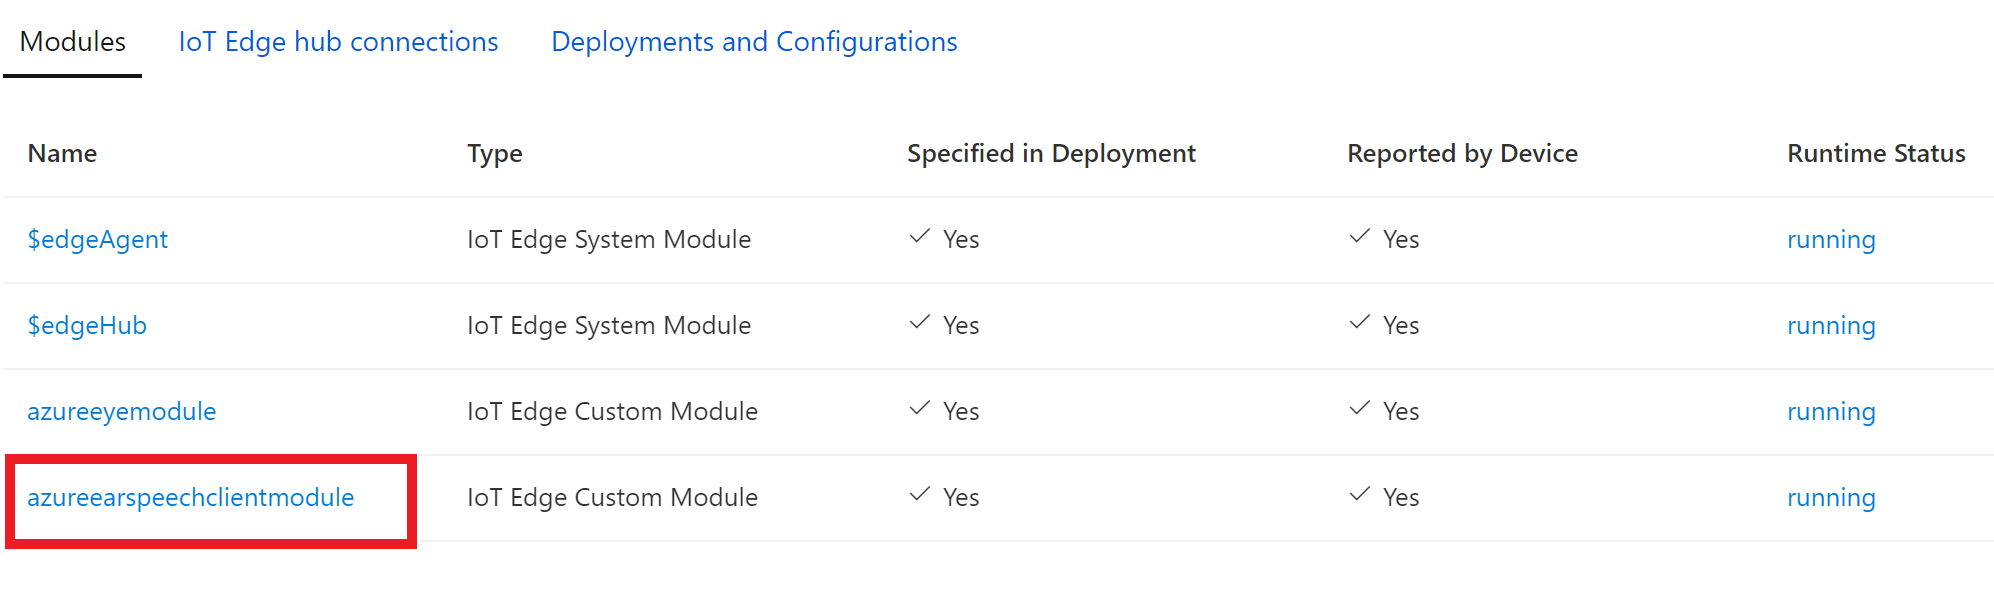 Modules IoT Edge hub connections Deployments and Configurations
Name Type Specified in Deployment Reported by Device Runtime Status
$edgeAgent IoT Edge System Module Yes Yes running
$edgeHub IoT Edge System Module Yes Yes running
azureeyemodule IoT Edge Custom Module Yes Yes running
azureearspeechclientmodule IoT Edge Custom Module Yes Yes running